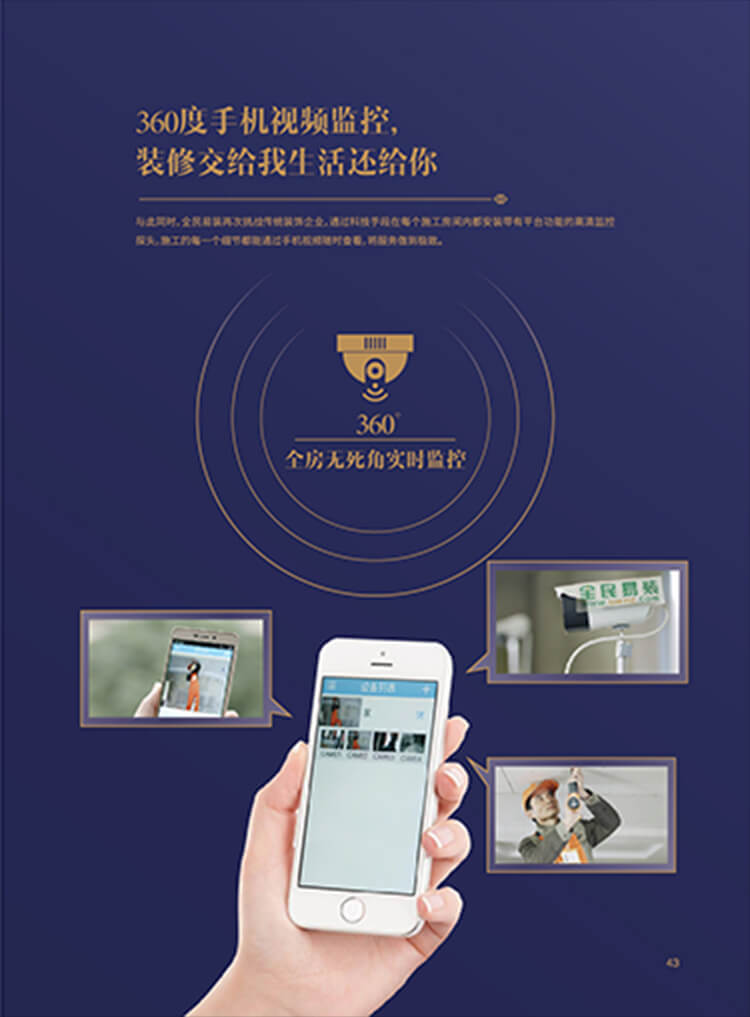 360度手机视频监控,
装修交给我生活还给你
与此同时,全民易装再次挑战传统装饰企业,通过科技手段在每个施工房间内都安装带有平台功能的高清监控
探头,施工的每一个细节都能通过手机视频随时查看,将服务做到极致。
360°
全房无死角实时监控
全民易装
设备列表
家
43